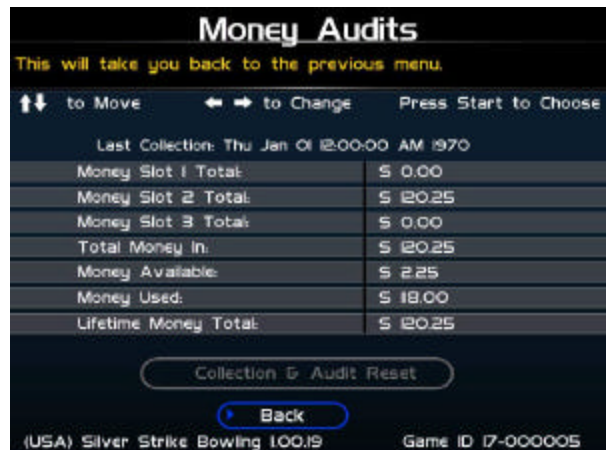 Money Audits
This will take you back to the previous menu.
to Move to Change Press Start to Choose
Last Collection: Thu Jan 01 12:00:00 AM 1970
Money Slot 1 Total: $ 0.00
Money Slot 2 Total: $ 120.25
Money Slot 3 Total: $ 0.00
Total Money In: $ 120.25
Money Available: $ 2.25
Money Used: $ 118.00
Lifetime Money Total: $ 120.25
Collection & Audit Reset
Back
(USA) Silver Strike Bowling 1.00.19 Game ID 17-000005